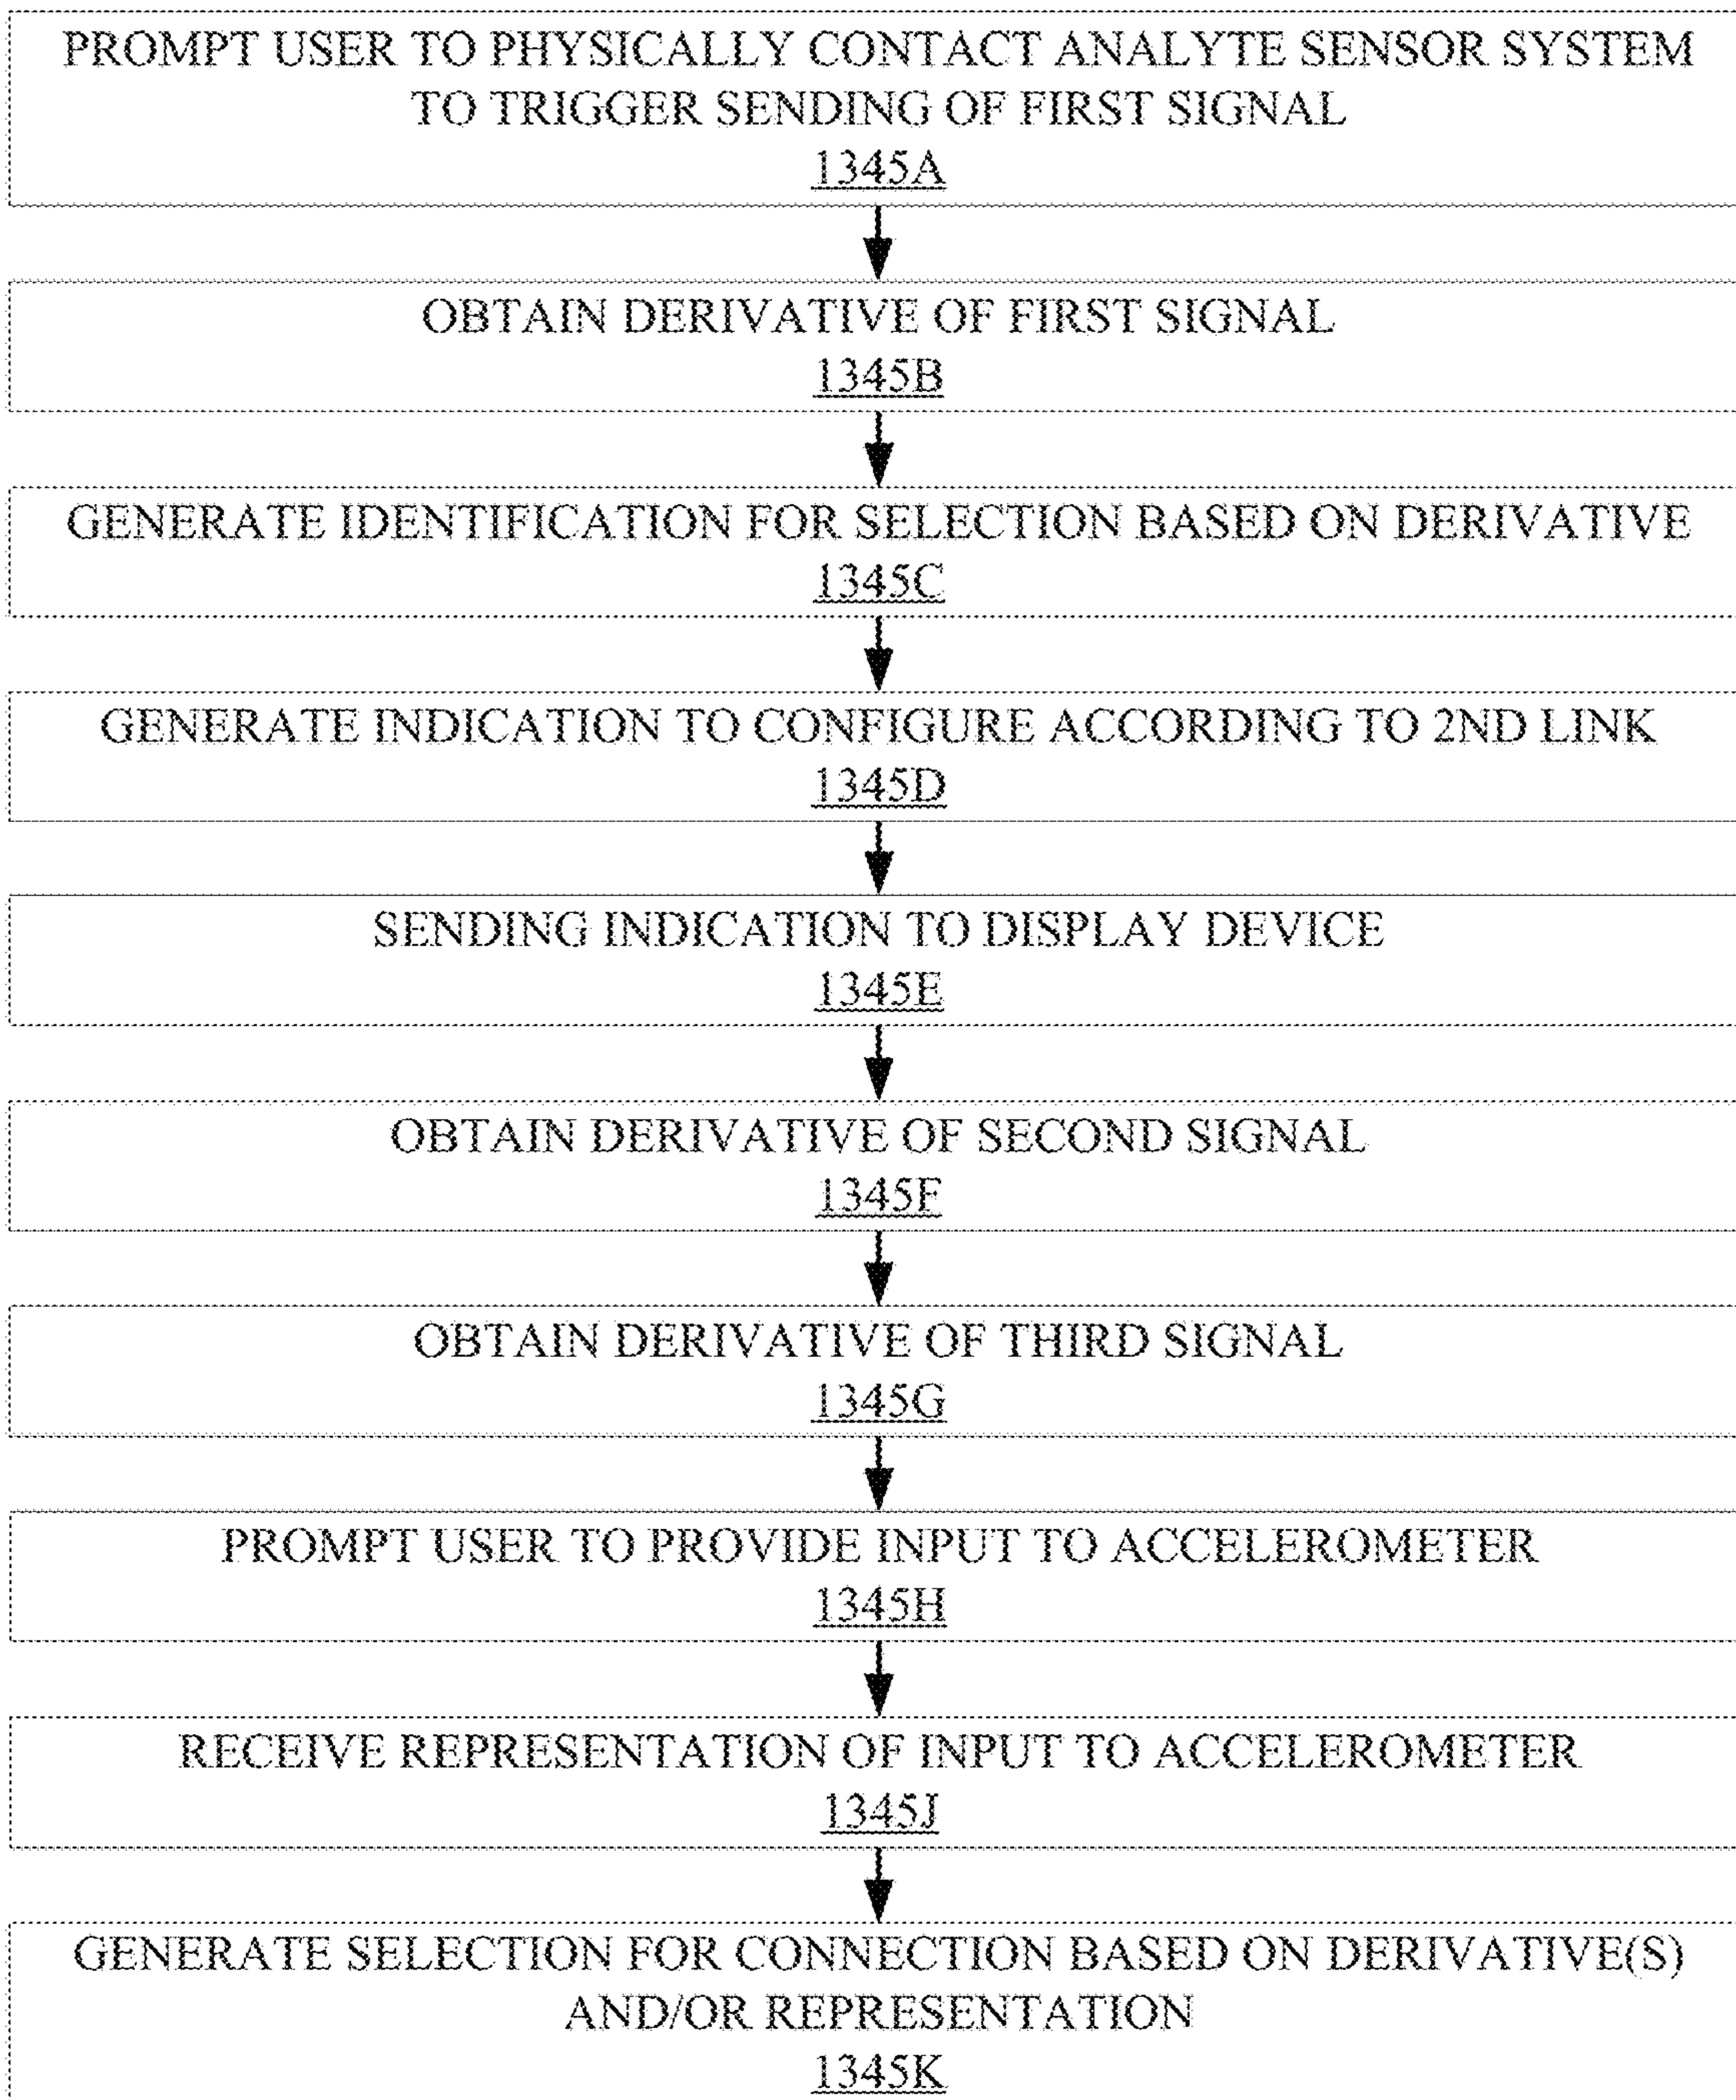 PROMPT USER TO PHYSICALLY CONTACT ANALYTE SENSOR SYSTEM
TO TRIGGER SENDING OF FIRST SIGNAL
1345A
OBTAIN DERIVATIVE OF FIRST SIGNAL
1345B
GENERATE IDENTIFICATION FOR SELECTION BASED ON DERIVATIVE
1345C
GENERATE INDICATION TO CONFIGURE ACCORDING TO 2ND LINK
1345D
SENDING INDICATION TO DISPLAY DEVICE
1345E
OBTAIN DERIVATIVE OF SECOND SIGNAL
1345F
OBTAIN DERIVATIVE OF THIRD SIGNAL
1345G
PROMPT USER TO PROVIDE INPUT TO ACCELEROMETER
1345H
RECEIVE REPRESENTATION OF INPUT TO ACCELEROMETER
1345J
GENERATE SELECTION FOR CONNECTION BASED ON DERIVATIVE(S)
AND/OR REPRESENTATION
1345K